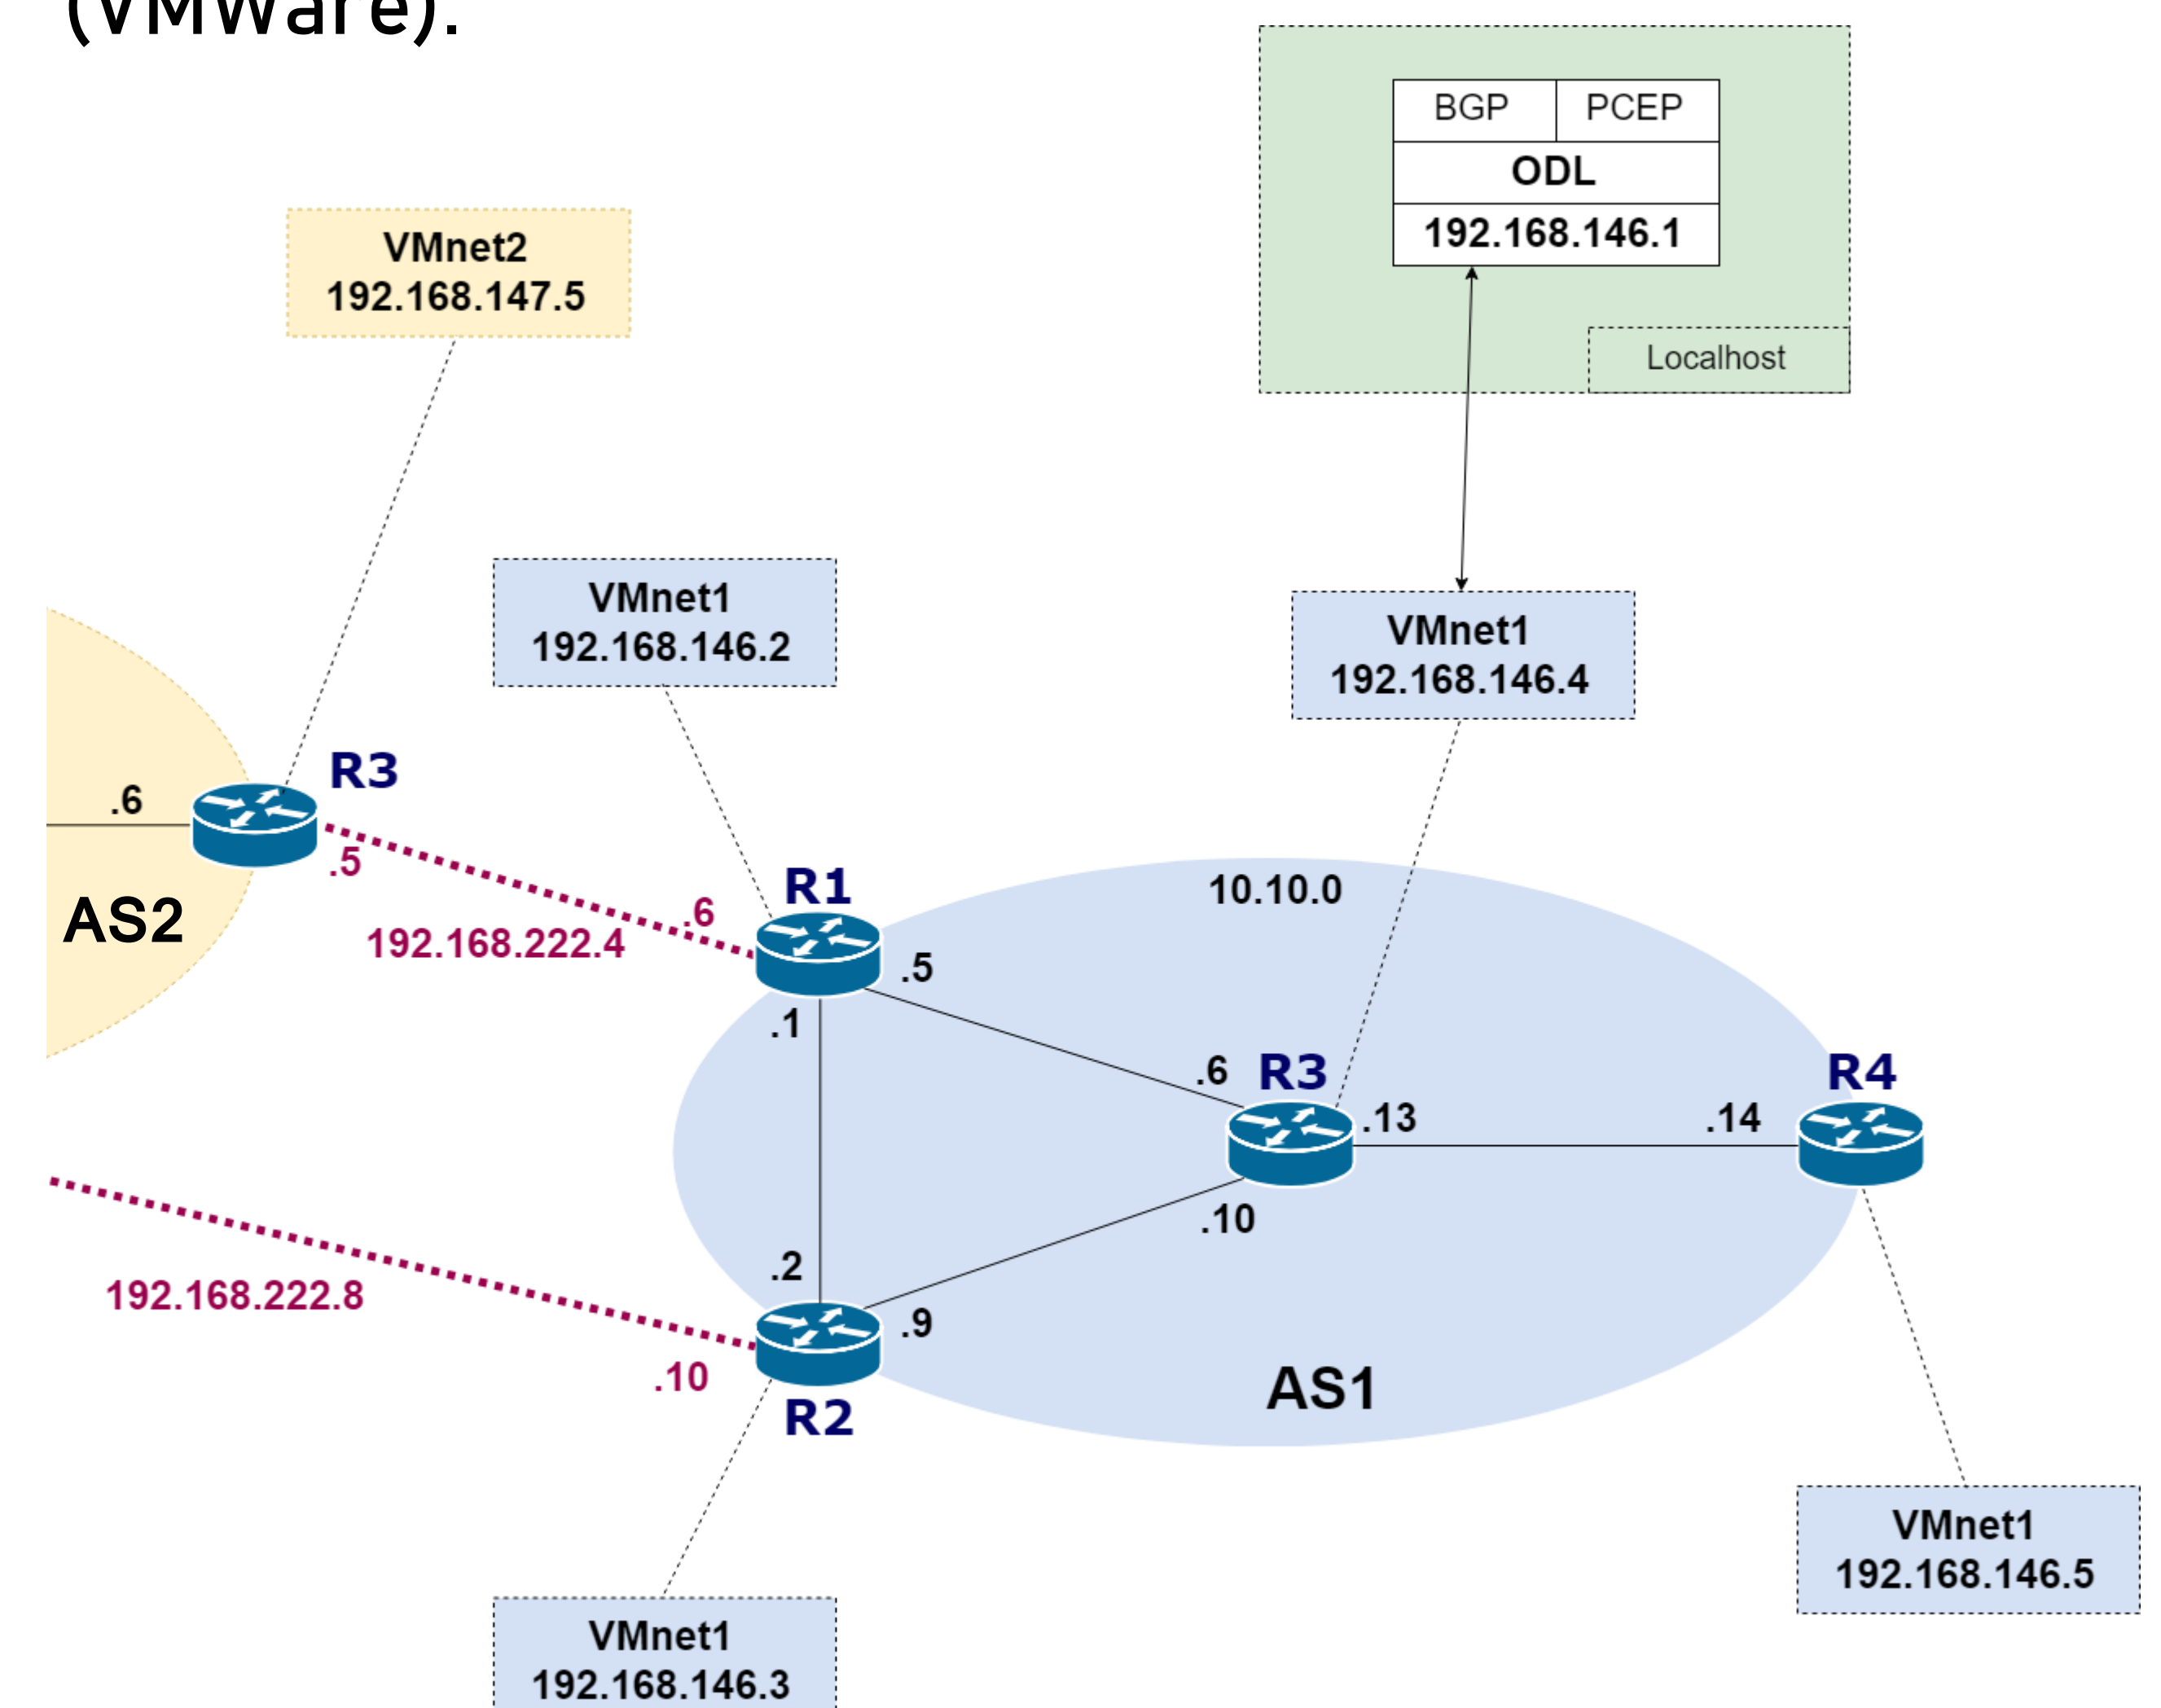 (VMWare).
BGP
PCEP
ODL
192.168.146.1
Localhost
VMnet2
192.168.147.5
VMnet1
192.168.146.2
VMnet1
192.168.146.4
R3
.6
.5
AS2
192.168.222.4
.6
R1
10.10.0
.5
.1
.6
R3
R4
.13
.14
.10
192.168.222.8
.2
.9
.10
R2
AS1
VMnet1
192.168.146.5
VMnet1
192.168.146.3